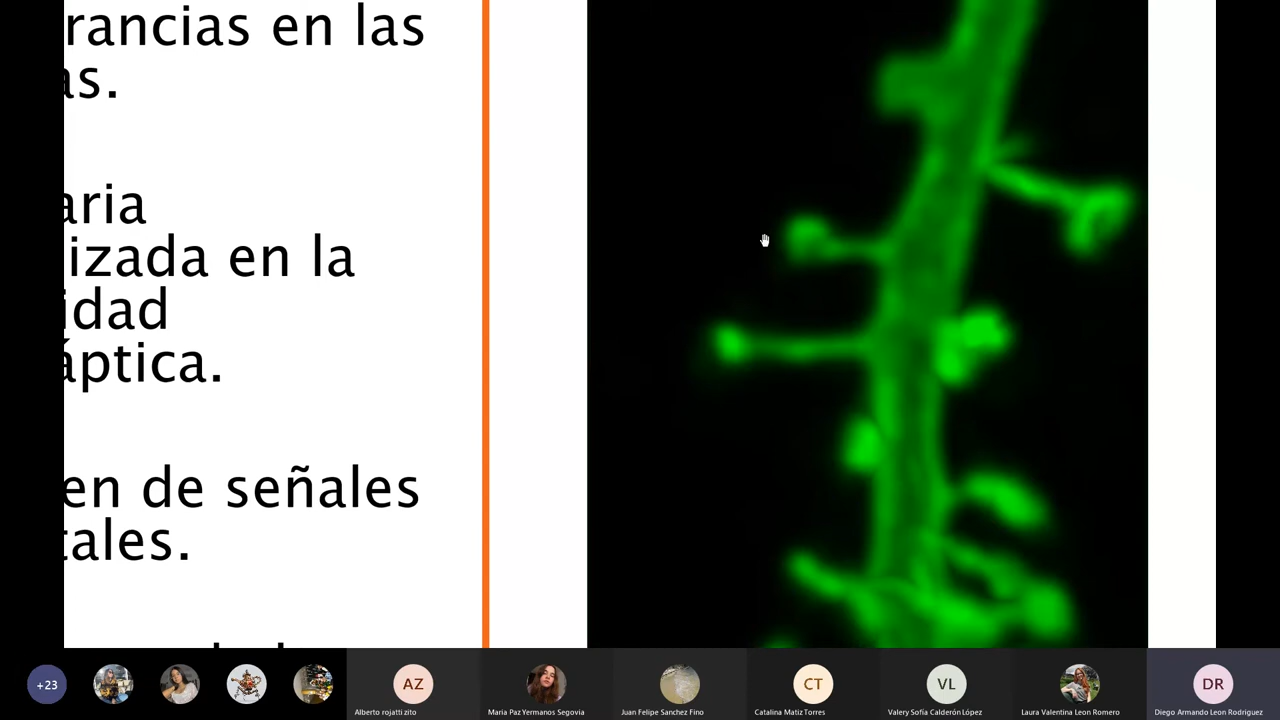 rancias en las
as.
aria
izada en la
idad
áptica.
en de señales
tales.
+23
AZ
CT
VL
DR
Alberto rojatti zito
Maria Paz Yermanos Segovia
Juan Felipe Sanchez Fino
Catalina Matiz Torres
Valery Sofía Calderón López
Laura Valentina Leon Romero
Diego Armando Leon Rodriguez